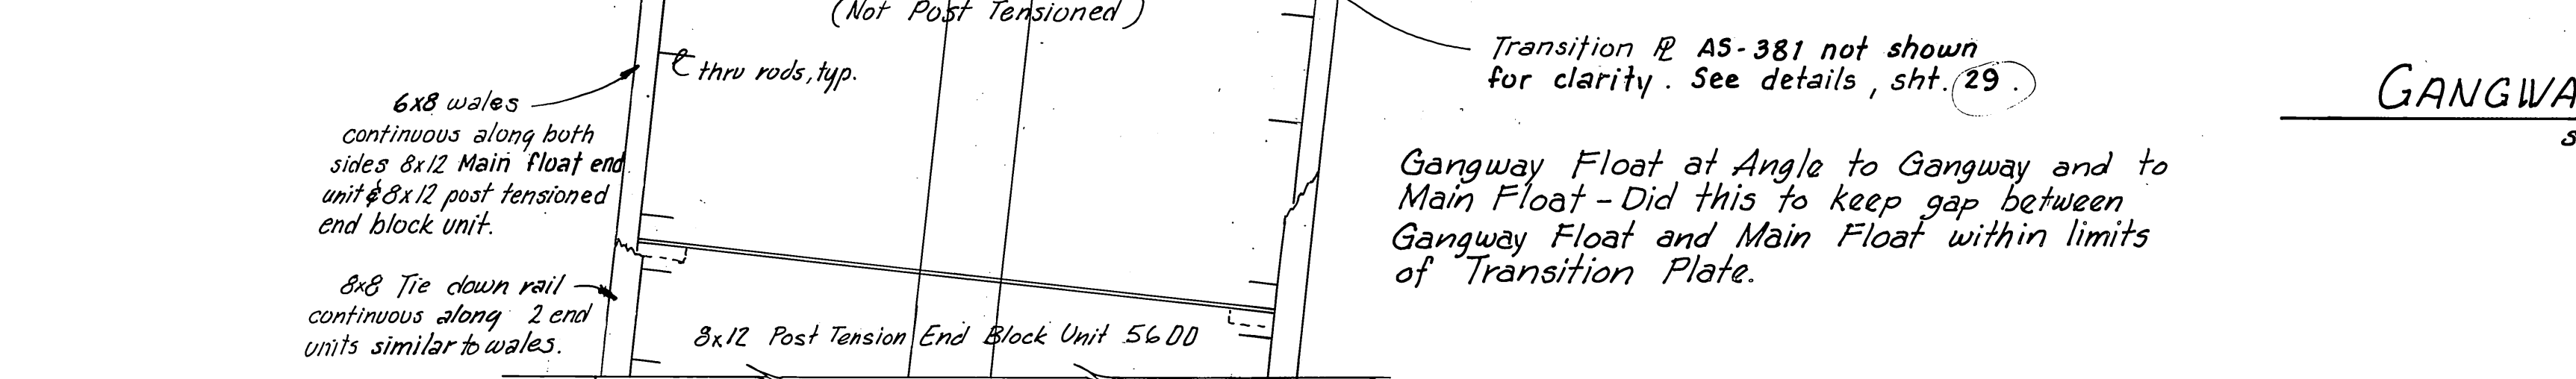 (Not Post Tensioned)
℄ thru rods, typ.
6x8 wales
continuous along both
sides 8x12 Main float end
unit & 8x12 post tensioned
end block unit.
8x8 Tie down rail
continuous along 2 end
units similar to wales.
8x12 Post Tension End Block Unit 56DD
Transition ⅊ AS-381 not shown
for clarity. See details, sht. 29.
Gangway Float at Angle to Gangway and to
Main Float - Did this to keep gap between
Gangway Float and Main Float within limits
of Transition Plate.
GANGWA
S